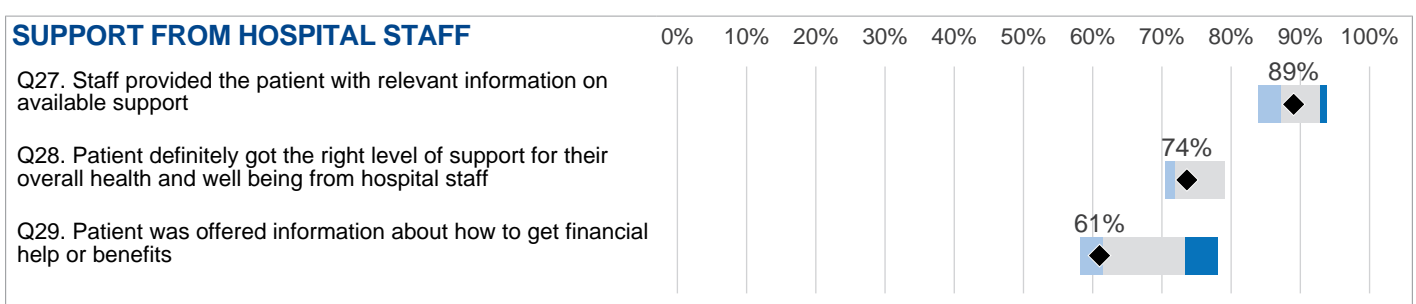 SUPPORT FROM HOSPITAL STAFF
0% 10% 20% 30% 40% 50% 60% 70% 80% 90% 100%
Q27. Staff provided the patient with relevant information on
available support
89%
Q28. Patient definitely got the right level of support for their
overall health and well being from hospital staff
74%
Q29. Patient was offered information about how to get financial
help or benefits
61%